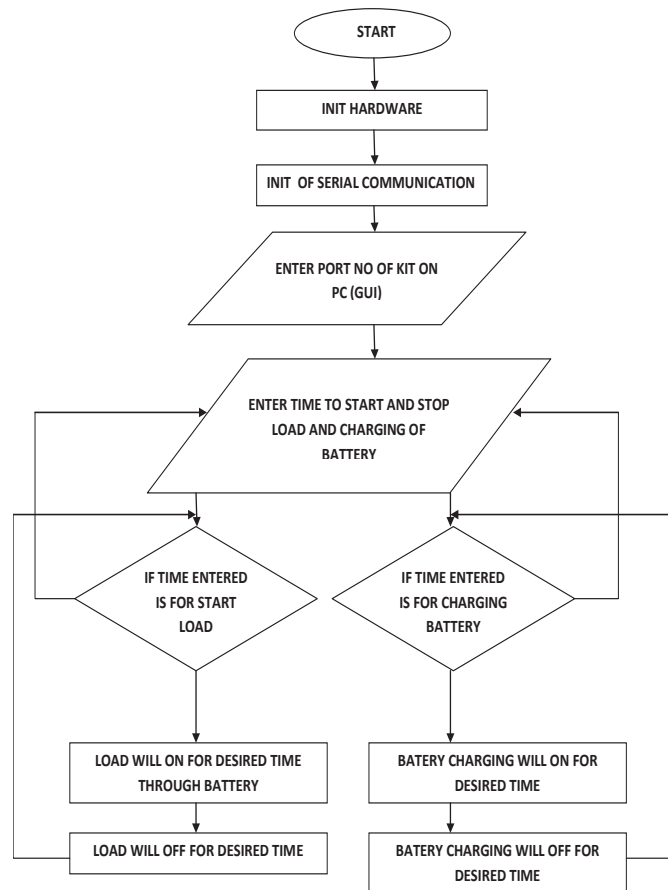 START
INIT HARDWARE
INIT OF SERIAL COMMUNICATION
ENTER PORT NO OF KIT ON
PC (GUI)
ENTER TIME TO START AND STOP
LOAD AND CHARGING OF
BATTERY
IF TIME ENTERED
IS FOR START
LOAD
IF TIME ENTERED
IS FOR CHARGING
BATTERY
LOAD WILL ON FOR DESIRED TIME
THROUGH BATTERY
BATERY CHARGING WILL ON FOR
DESIRED TIME
LOAD WILL OFF FOR DESIRED TIME
BATERY CHARGING WILL OFF FOR
DESIRED TIME